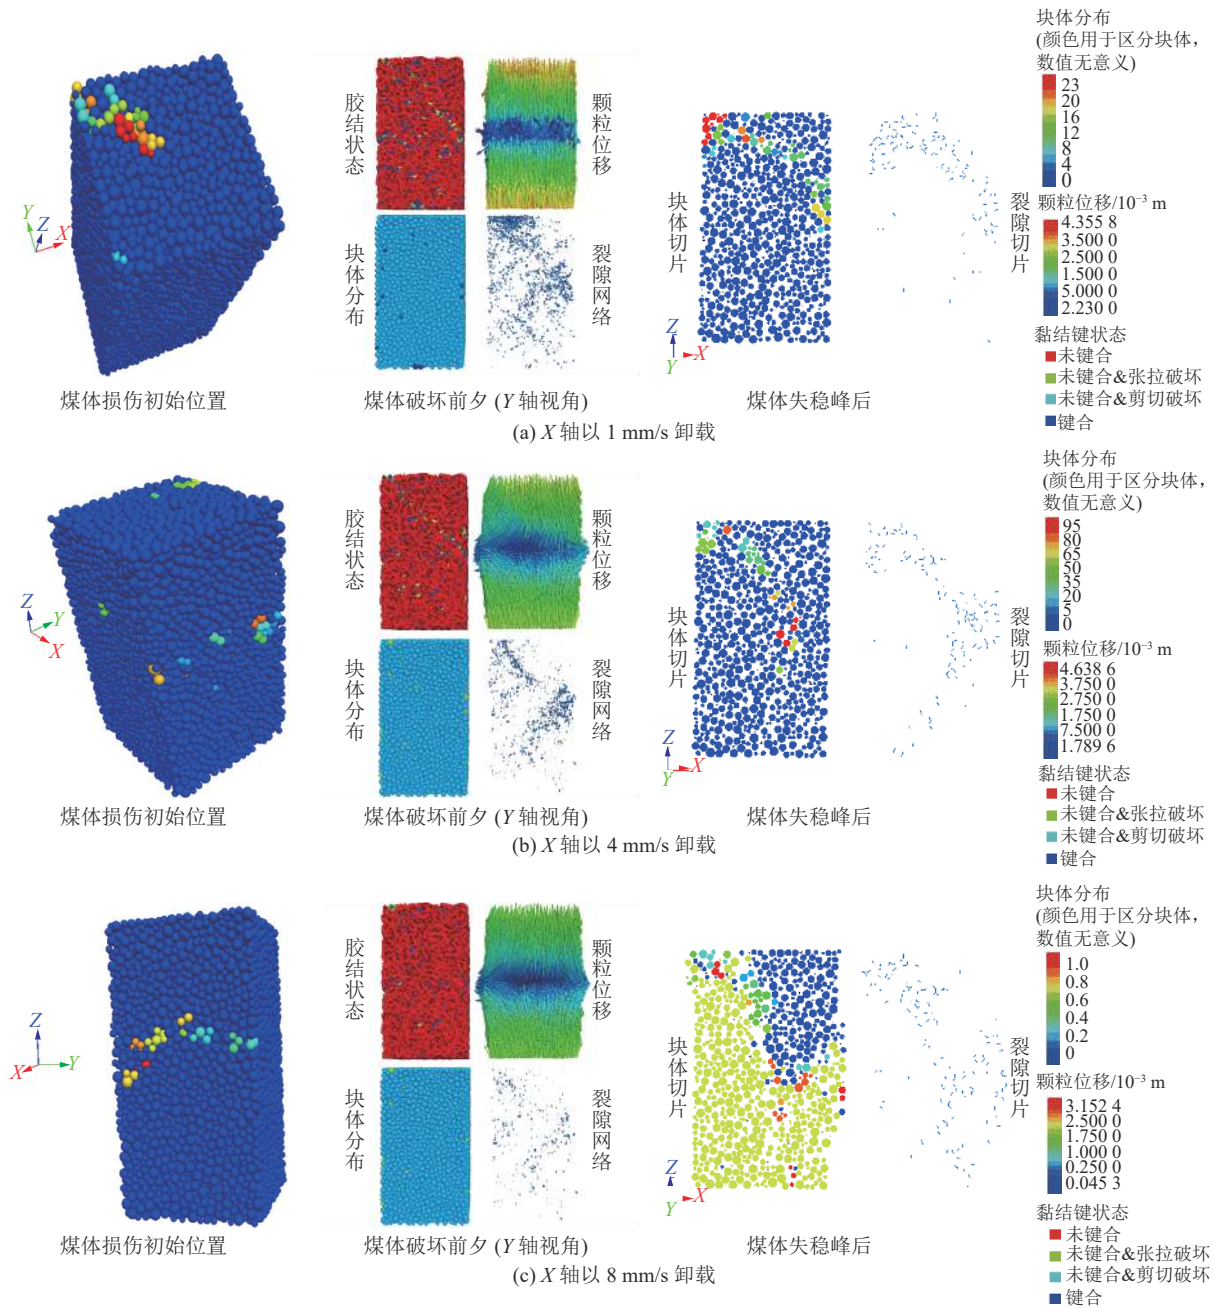 胶结状态
颗粒位移
块体分布
裂隙网络
块体切片
裂隙切片
Y
Z
X
Z
Y
X
块体分布
(颜色用于区分块体,
数值无意义)
23
20
16
12
8
4
0
颗粒位移/10⁻³ m
4.355 8
3.500 0
2.500 0
1.500 0
5.000 0
2.230 0
黏结键状态
未键合
未键合&张拉破坏
未键合&剪切破坏
键合
煤体损伤初始位置
煤体破坏前夕 (Y 轴视角)
煤体失稳峰后
(a) X 轴以 1 mm/s 卸载
胶结状态
颗粒位移
块体分布
裂隙网络
块体切片
裂隙切片
Z
Y
X
Z
Y
X
块体分布
(颜色用于区分块体,
数值无意义)
95
80
65
50
35
20
5
0
颗粒位移/10⁻³ m
4.638 6
3.750 0
2.750 0
1.750 0
7.500 0
1.789 6
黏结键状态
未键合
未键合&张拉破坏
未键合&剪切破坏
键合
煤体损伤初始位置
煤体破坏前夕 (Y 轴视角)
煤体失稳峰后
(b) X 轴以 4 mm/s 卸载
胶结状态
颗粒位移
块体分布
裂隙网络
块体切片
裂隙切片
Z
X
Y
Z
Y
X
块体分布
(颜色用于区分块体,
数值无意义)
1.0
0.8
0.6
0.4
0.2
0
颗粒位移/10⁻³ m
3.152 4
2.500 0
1.750 0
1.000 0
0.250 0
0.045 3
黏结键状态
未键合
未键合&张拉破坏
未键合&剪切破坏
键合
煤体损伤初始位置
煤体破坏前夕 (Y 轴视角)
煤体失稳峰后
(c) X 轴以 8 mm/s 卸载